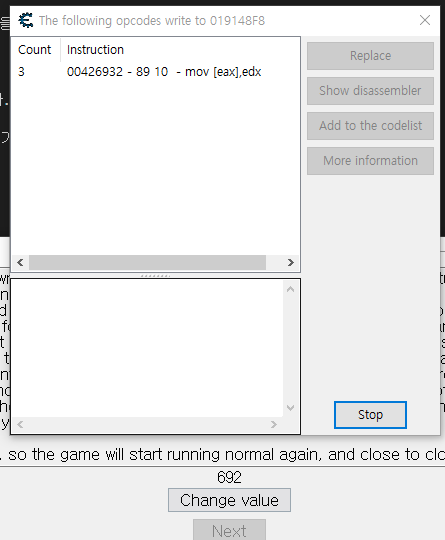 The following opcodes write to 019148F8
Count Instruction
3 00426932 - 89 10 - mov [eax],edx
Replace
Show disassembler
Add to the codelist
More information
Stop
. so the game will start running normal again, and close to clo
692
Change value
Next